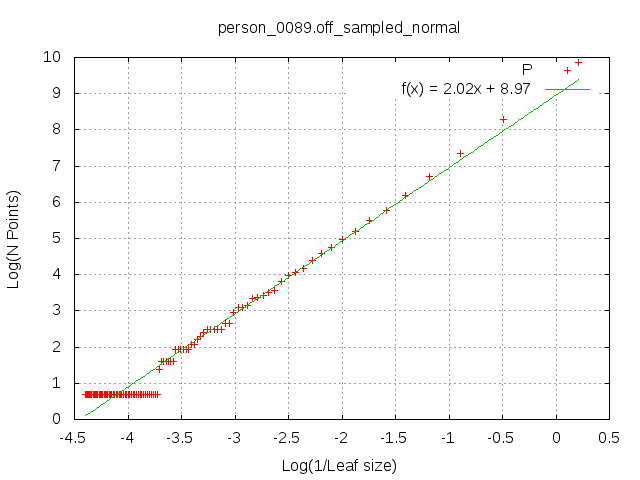 person_0089.off_sampled_normal
10
9
8
7
6
5
4
3
2
1
0
Log(N Points)
P
f(x) = 2.02x + 8.97
-4.5 -4 -3.5 -3 -2.5 -2 -1.5 -1 -0.5 0 0.5
Log(1/Leaf size)